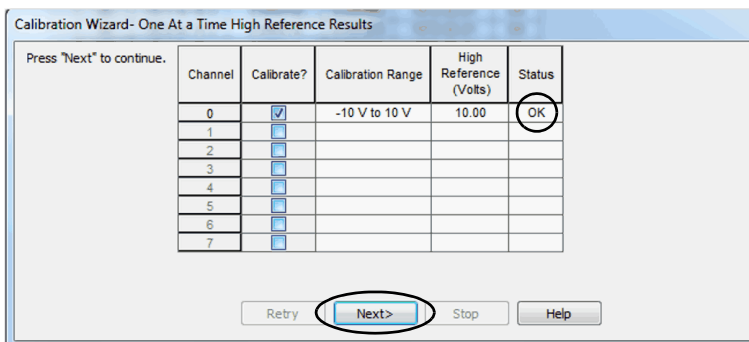 Calibration Wizard- One At a Time High Reference Results
Press "Next" to continue.
Channel Calibrate? Calibration Range High Reference (Volts) Status
0 -10 V to 10 V 10.00 OK
1
2
3
4
5
6
7
Retry Next> Stop Help